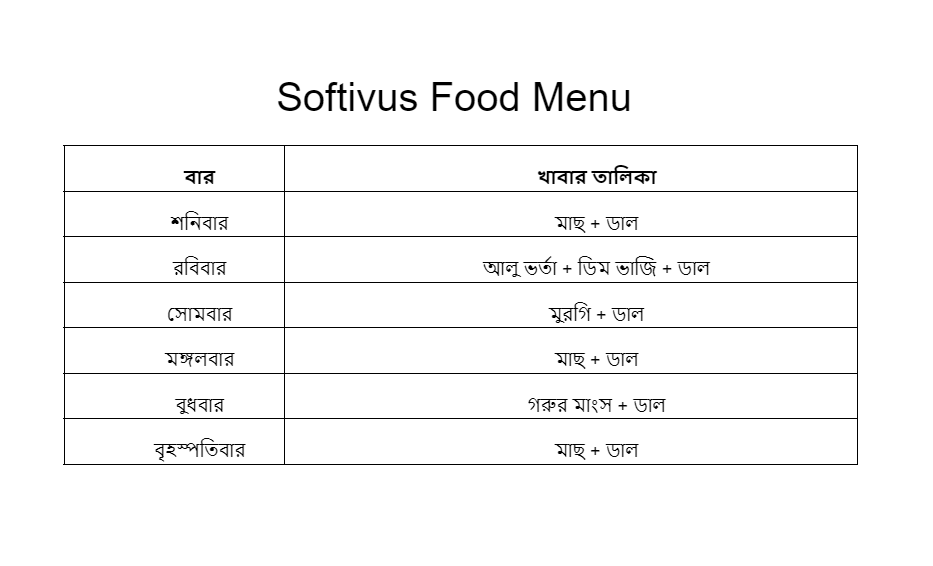 Softivus Food Menu
বার খাবার তালিকা
শনিবার মাছ + ডাল
রবিবার আলু ভর্তা + ডিম ভাজি + ডাল
সোমবার মুরগি + ডাল
মঙ্গলবার মাছ + ডাল
বুধবার গরুর মাংস + ডাল
বৃহস্পতিবার মাছ + ডাল